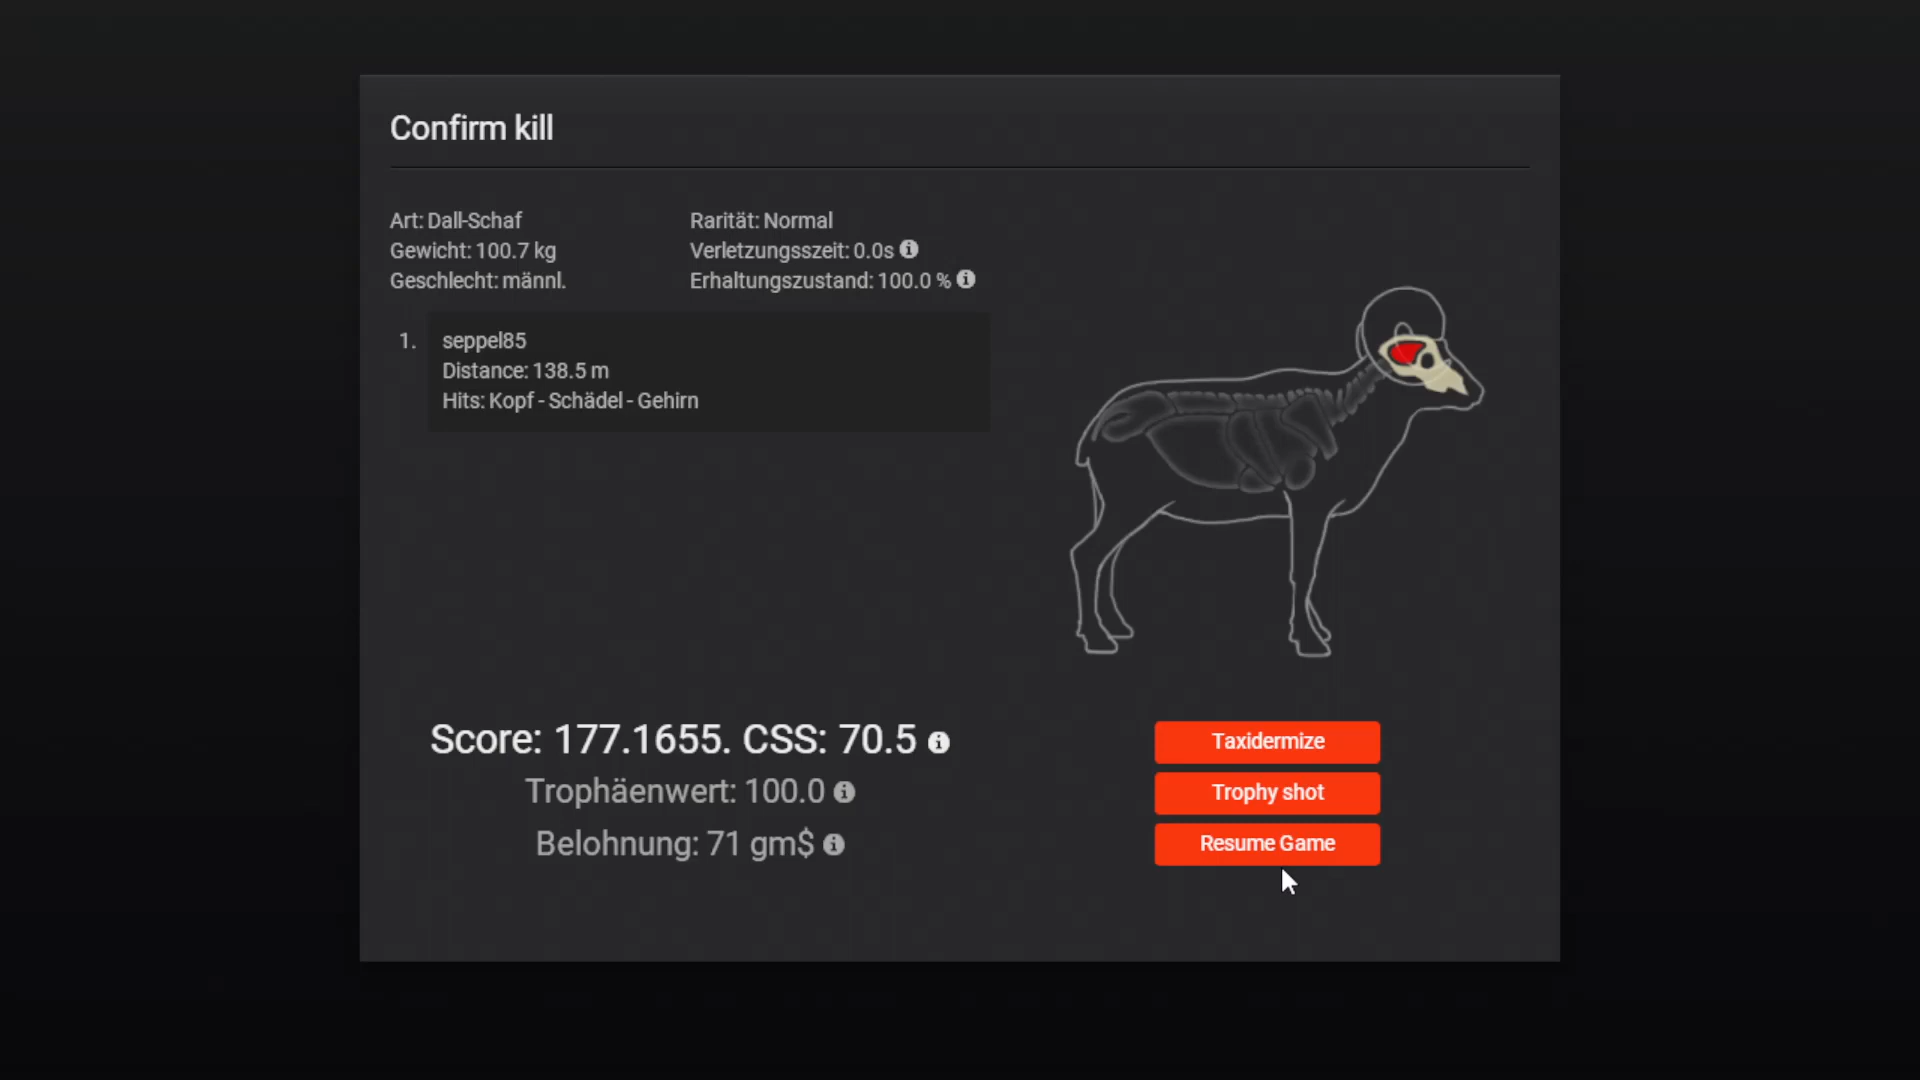 Confirm kill
Art: Dall-Schaf
Gewicht: 100.7 kg
Geschlecht: männl.
Rarität: Normal
Verletzungsszeit: 0.0s
Erhaltungszustand: 100.0 %
1. seppel85
Distance: 138.5 m
Hits: Kopf - Schädel - Gehirn
Score: 177.1655. CSS: 70.5
Trophäenwert: 100.0
Belohnung: 71 gm$
Taxidermize
Trophy shot
Resume Game